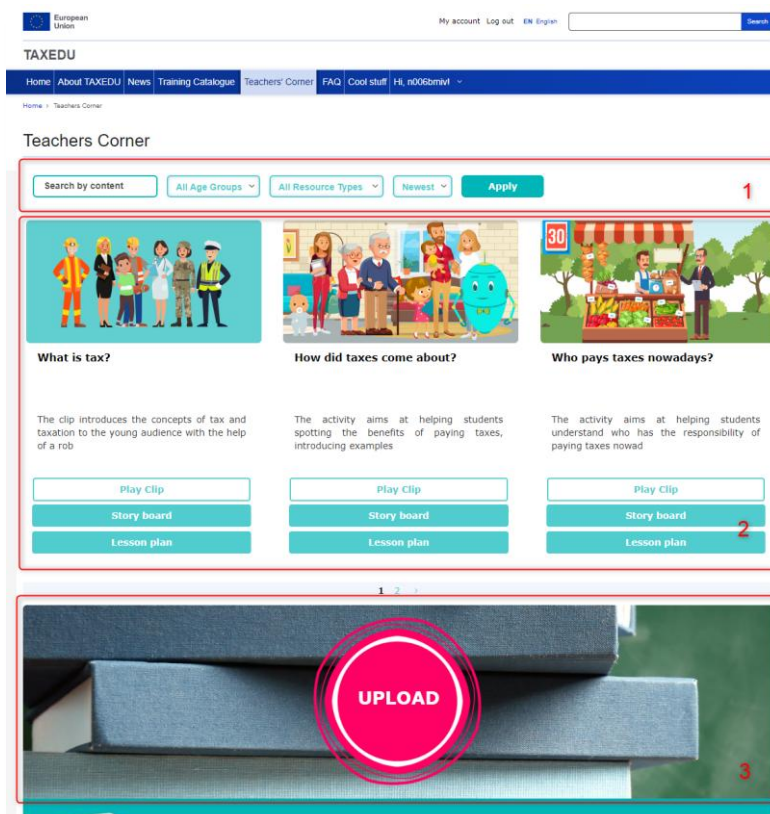 European
Union
My account Log out EN English
Search
TAXEDU
Home About TAXEDU News Training Catalogue Teachers' Corner FAQ Cool stuff Hi, n006bmivl
Home > Teachers Corner
Teachers Corner
Search by content All Age Groups All Resource Types Newest Apply
1
30
What is tax? How did taxes come about? Who pays taxes nowadays?
The clip introduces the concepts of tax and
taxation to the young audience with the help
of a rob
The activity aims at helping students
spotting the benefits of paying taxes,
introducing examples
The activity aims at helping students
understand who has the responsibility of
paying taxes nowad
Play Clip Play Clip Play Clip
Story board Story board Story board
2
Lesson plan Lesson plan Lesson plan
1 2 ›
UPLOAD
3